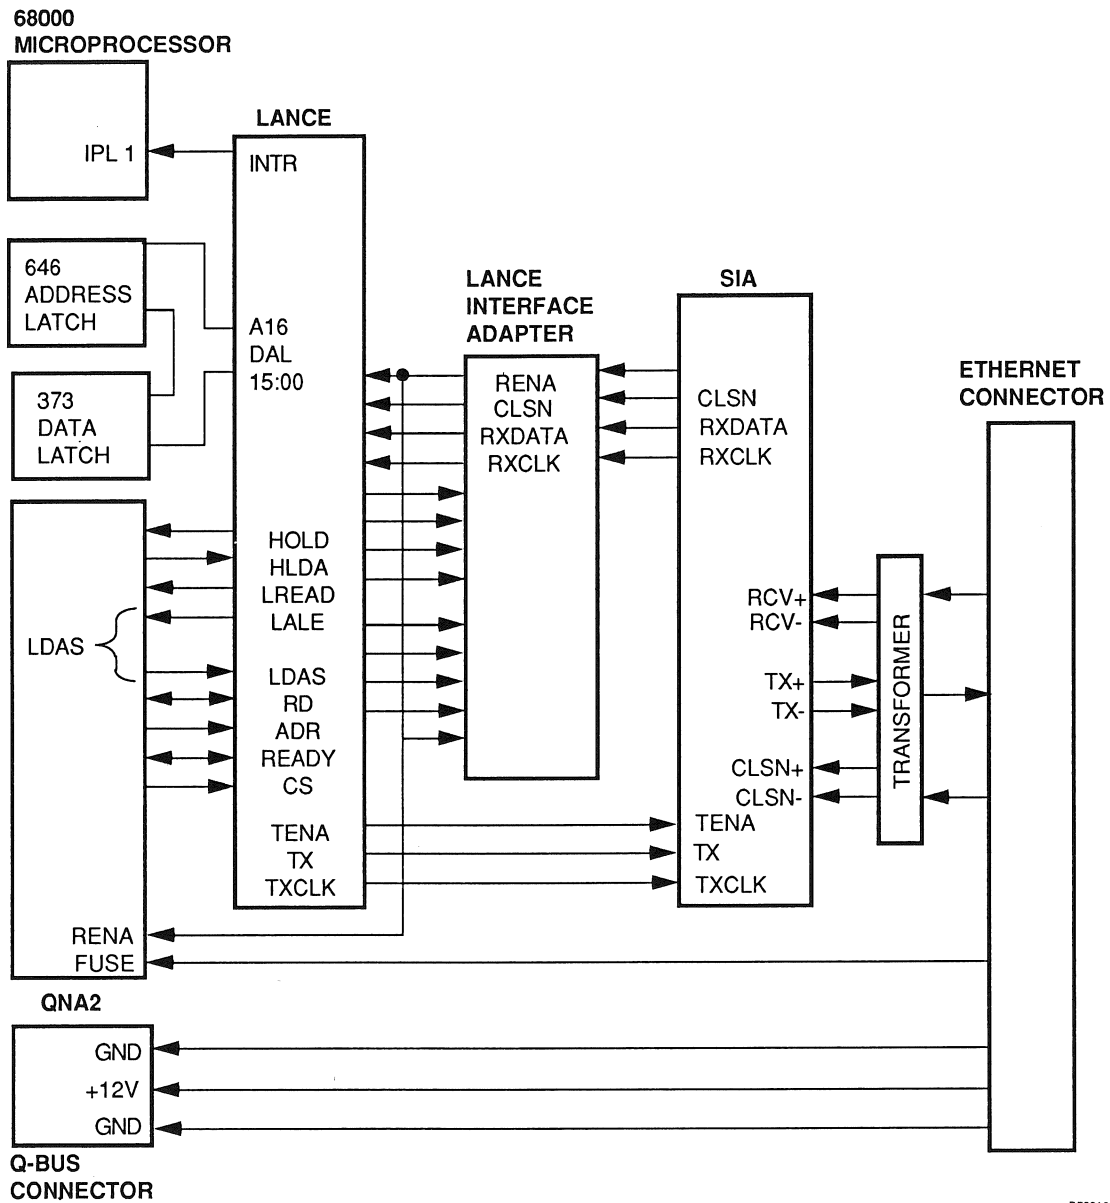 68000
MICROPROCESSOR
IPL 1
LANCE
INTR
646
ADDRESS
LATCH
A16
DAL
15:00
373
DATA
LATCH
LANCE
INTERFACE
ADAPTER
RENA
CLSN
RXDATA
RXCLK
SIA
CLSN
RXDATA
RXCLK
ETHERNET
CONNECTOR
HOLD
HLDA
LREAD
LALE
LDAS
LDAS
RD
ADR
READY
CS
TENA
TX
TXCLK
RCV+
RCV-
TX+
TX-
CLSN+
CLSN-
TENA
TX
TXCLK
TRANSFORMER
RENA
FUSE
QNA2
GND
+12V
GND
Q-BUS
CONNECTOR